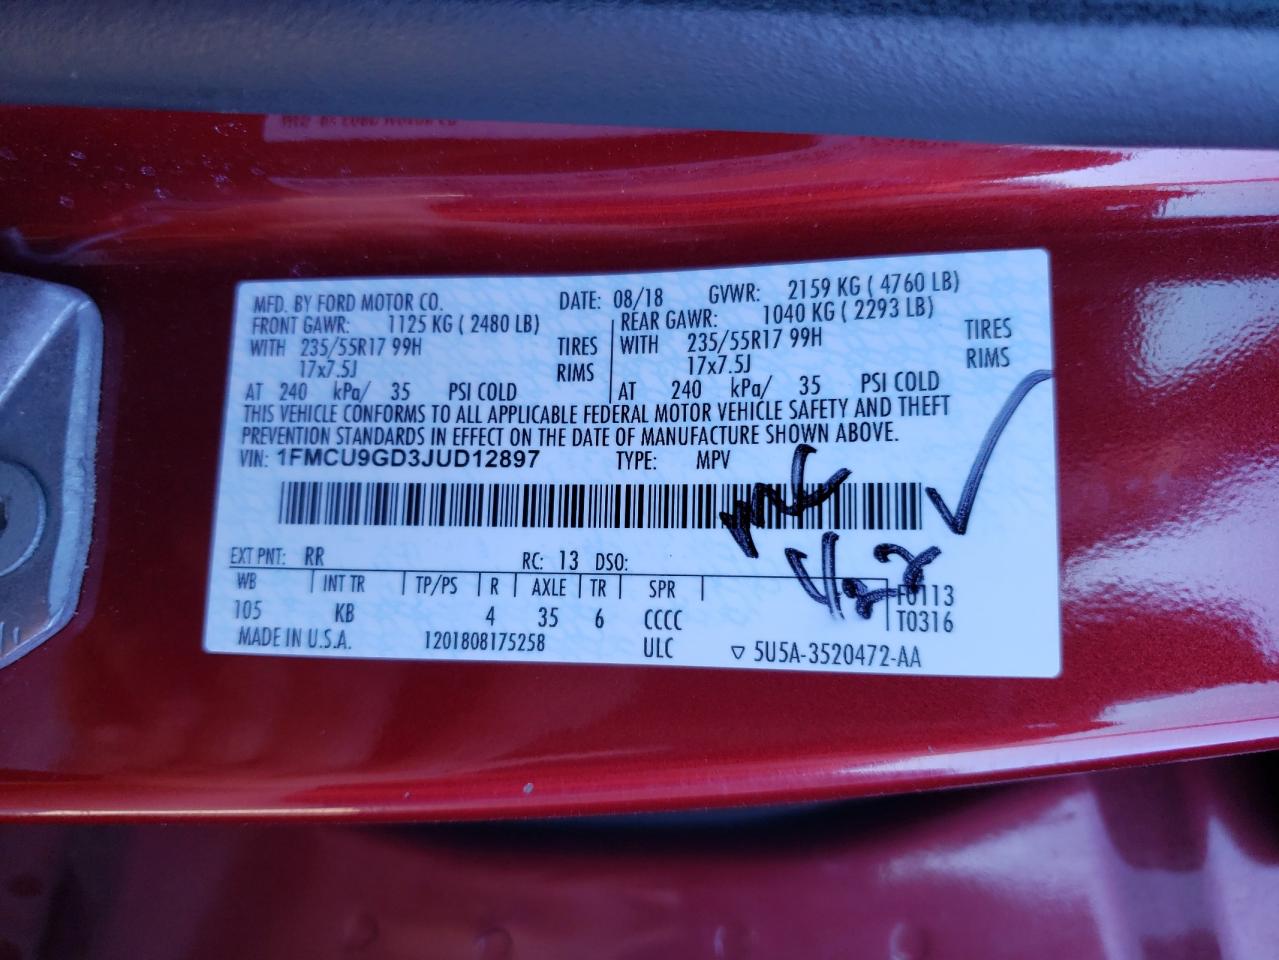 MFD. BY FORD MOTOR CO. DATE: 08/18 GVWR: 2159 KG ( 4760 LB)
FRONT GAWR: 1125 KG ( 2480 LB) REAR GAWR: 1040 KG ( 2293 LB)
WITH 235/55R17 99H TIRES WITH 235/55R17 99H TIRES
17x7.5J RIMS 17x7.5J RIMS
AT 240 kPa/ 35 PSI COLD AT 240 kPa/ 35 PSI COLD
THIS VEHICLE CONFORMS TO ALL APPLICABLE FEDERAL MOTOR VEHICLE SAFETY AND THEFT
PREVENTION STANDARDS IN EFFECT ON THE DATE OF MANUFACTURE SHOWN ABOVE.
VIN: 1FMCU9GD3JUD12897 TYPE: MPV
EXT PNT: RR RC: 13 DSO:
WB INT TR TP/PS R AXLE TR SPR
105 KB 4 35 6 CCCC F0113
T0316
MADE IN U.S.A. 1201808175258 ULC ▽ 5U5A-3520472-AA